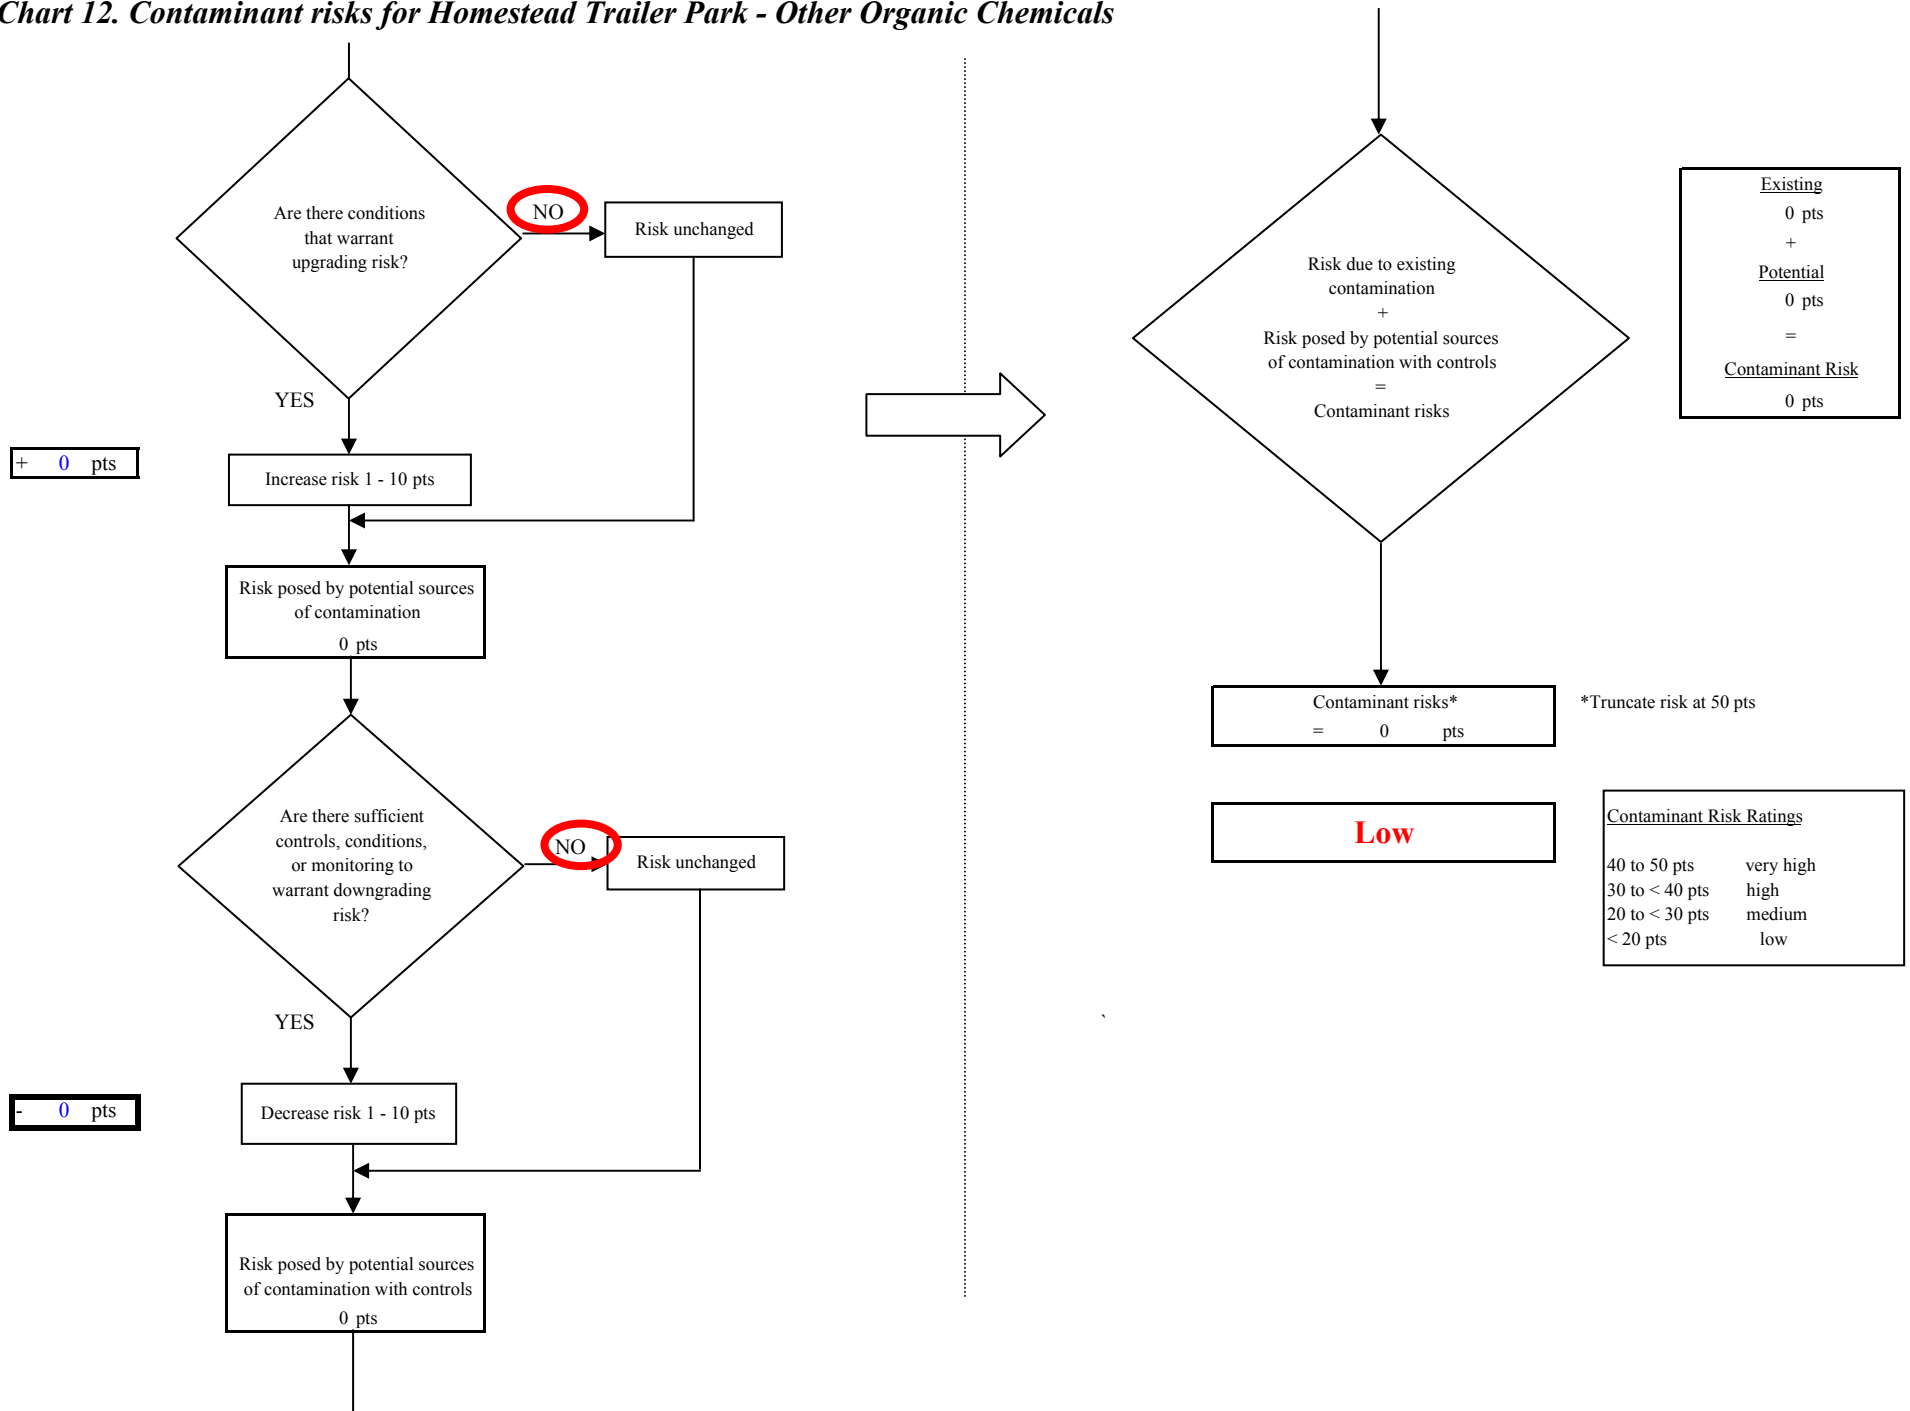 Chart 12. Contaminant risks for Homestead Trailer Park - Other Organic Chemicals
Are there conditions
that warrant
upgrading risk?
NO
Risk unchanged
YES
+ 0 pts
Increase risk 1 - 10 pts
Risk posed by potential sources
of contamination
0 pts
Are there sufficient
controls, conditions,
or monitoring to
warrant downgrading
risk?
NO
Risk unchanged
YES
- 0 pts
Decrease risk 1 - 10 pts
Risk posed by potential sources
of contamination with controls
0 pts
Risk due to existing
contamination
+
Risk posed by potential sources
of contamination with controls
=
Contaminant risks
Existing
0 pts
+
Potential
0 pts
=
Contaminant Risk
0 pts
Contaminant risks*
= 0 pts
*Truncate risk at 50 pts
Low
Contaminant Risk Ratings
40 to 50 pts very high
30 to < 40 pts high
20 to < 30 pts medium
< 20 pts low
`